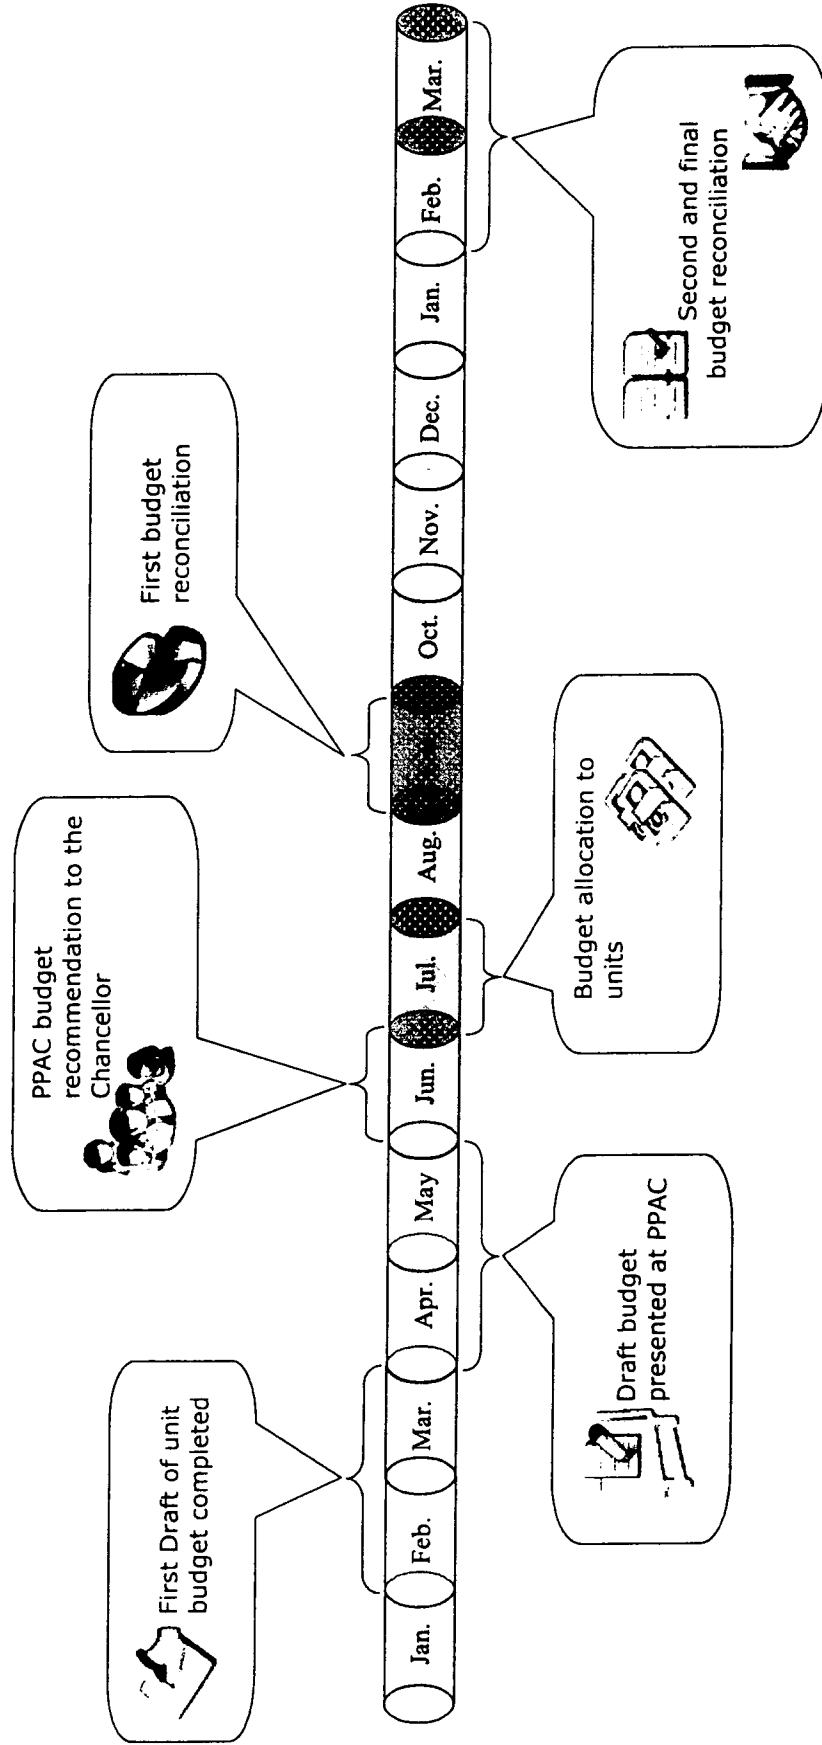 First Draft of unit
budget completed
PPAC budget
recommendation to the
Chancellor
First budget
reconciliation
Jan.
Feb.
Mar.
Apr.
May
Jun.
Jul.
Aug.
Oct.
Nov.
Dec.
Jan.
Feb.
Mar.
Draft budget
presented at PPAC
Budget allocation to
units
Second and final
budget reconciliation